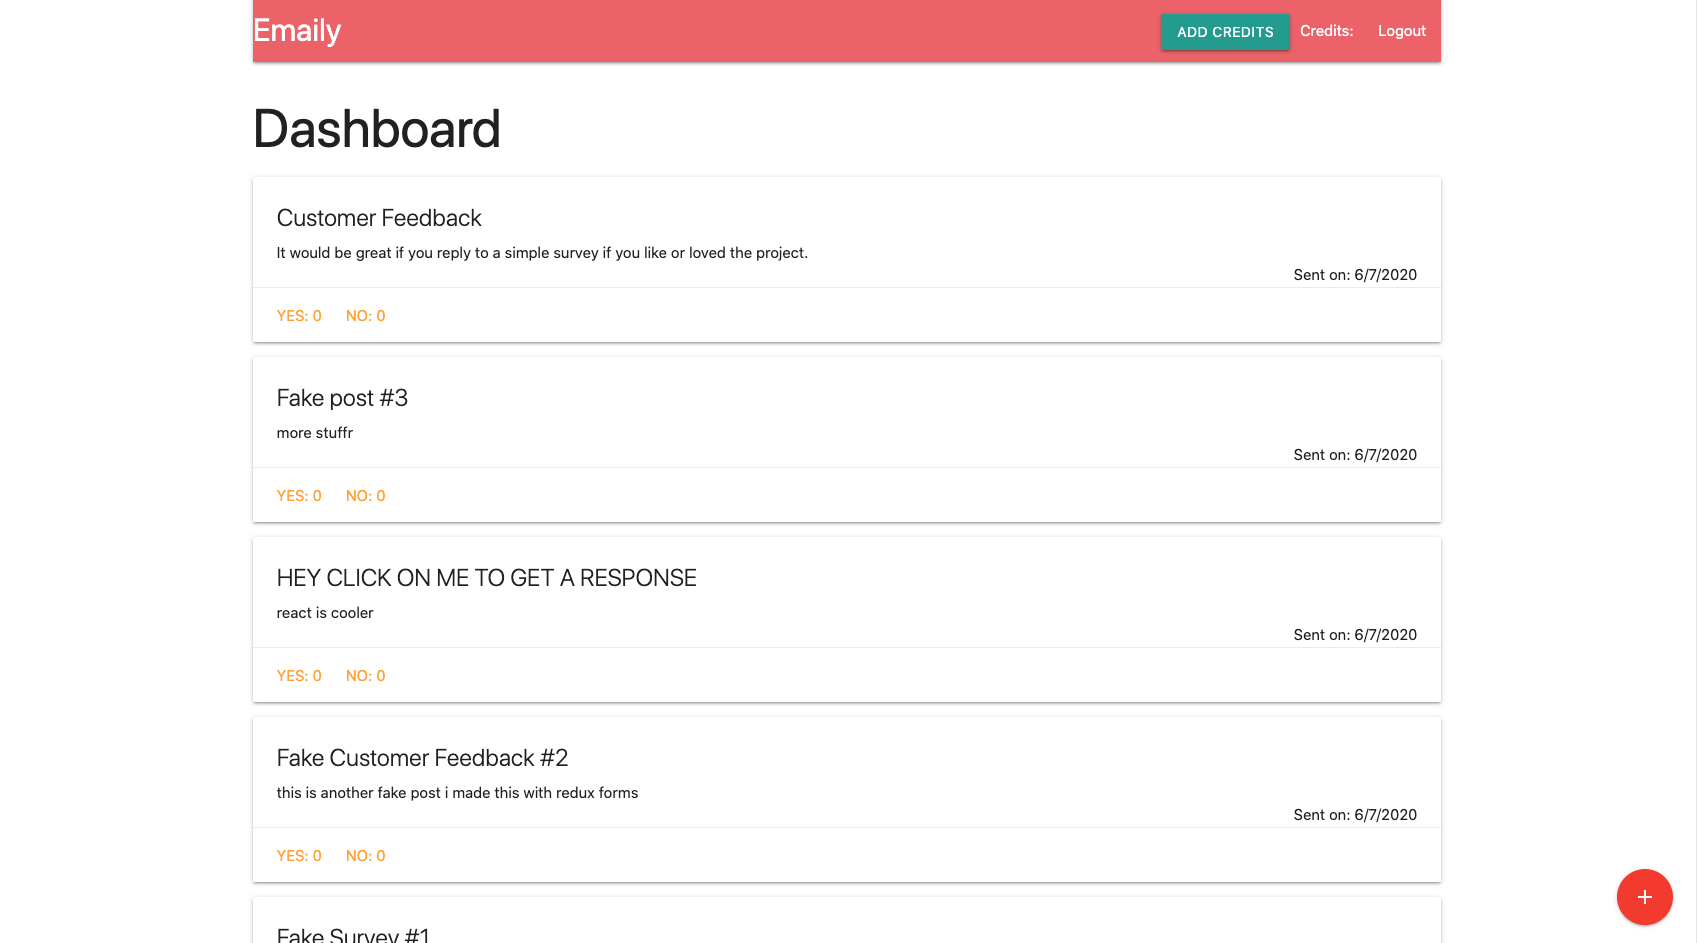 Emaily
ADD CREDITS Credits: Logout
Dashboard
Customer Feedback
It would be great if you reply to a simple survey if you like or loved the project.
Sent on: 6/7/2020
YES: 0 NO: 0
Fake post #3
more stuffr
Sent on: 6/7/2020
YES: 0 NO: 0
HEY CLICK ON ME TO GET A RESPONSE
react is cooler
Sent on: 6/7/2020
YES: 0 NO: 0
Fake Customer Feedback #2
this is another fake post i made this with redux forms
Sent on: 6/7/2020
YES: 0 NO: 0
Fake Survey #1